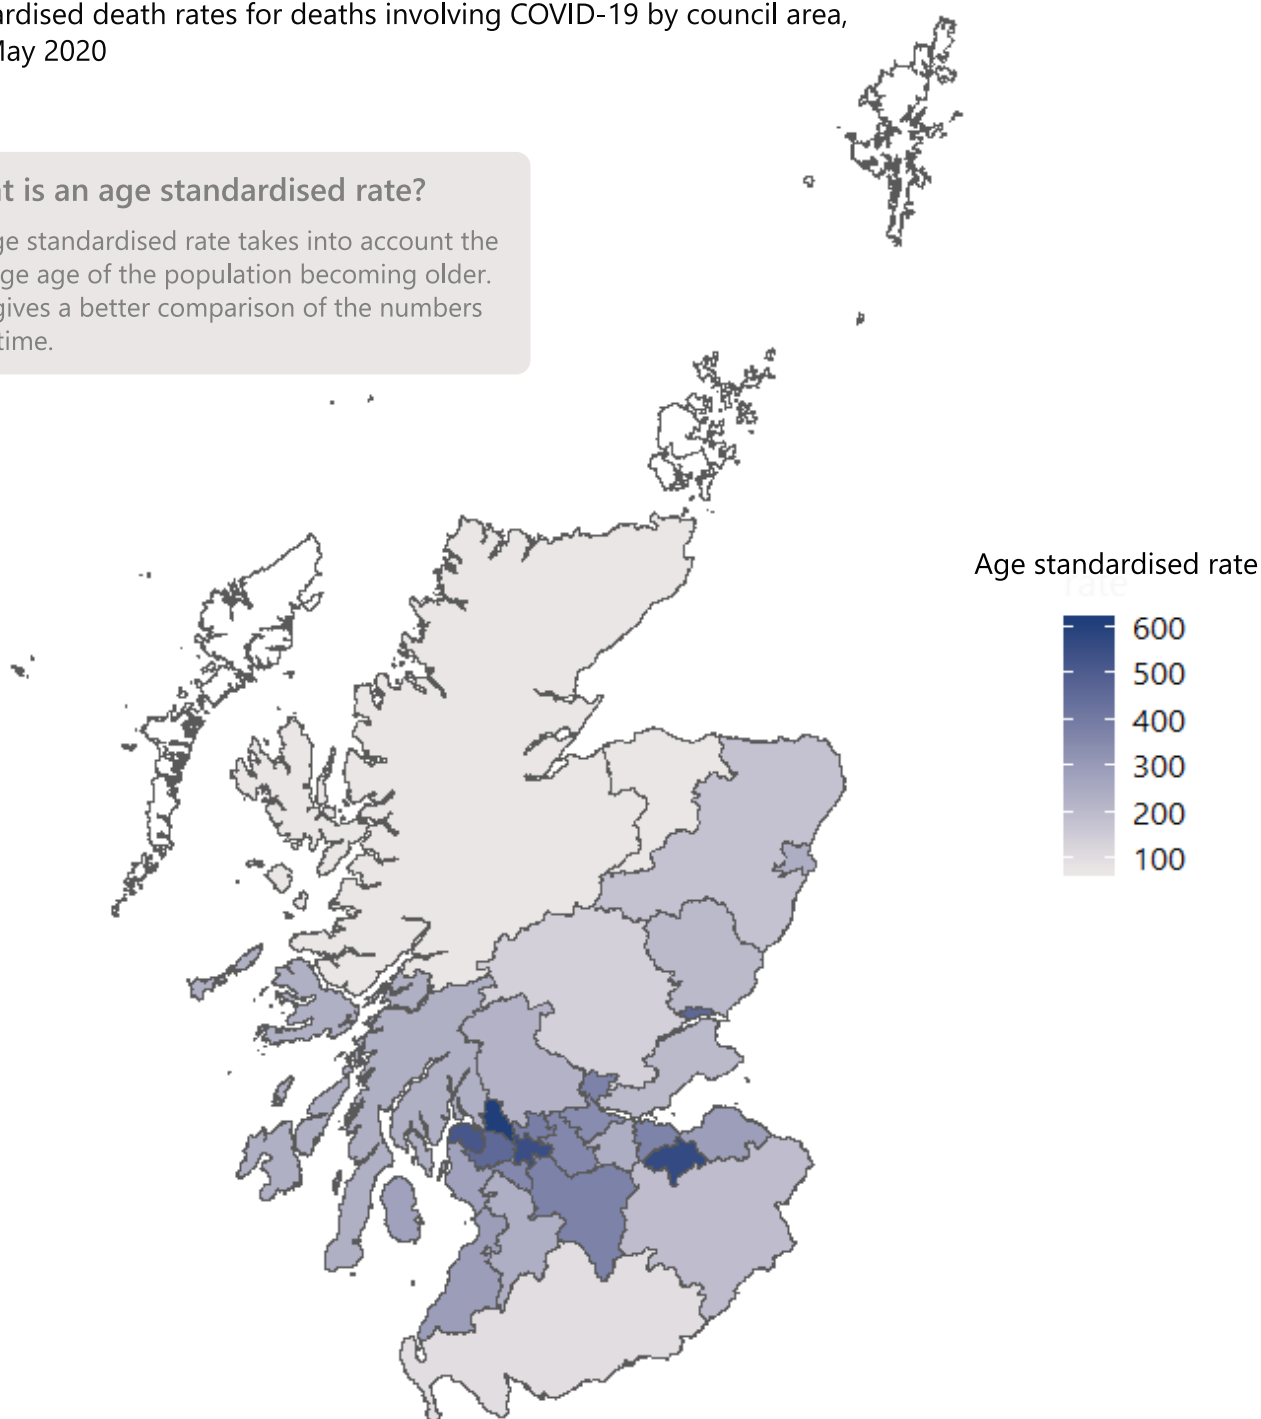 ardised death rates for deaths involving COVID-19 by council area,
May 2020
at is an age standardised rate?
ge standardised rate takes into account the
ge age of the population becoming older.
gives a better comparison of the numbers
time.
Age standardised rate
rate
600
500
400
300
200
100